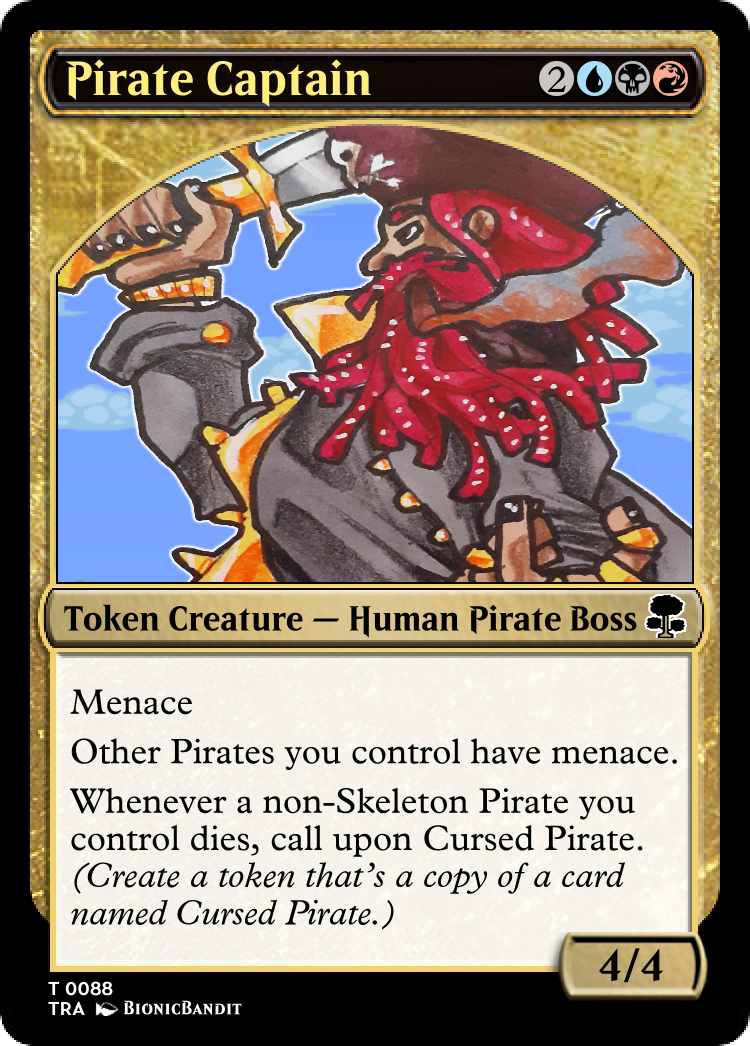 Pirate Captain 2
Token Creature — Human Pirate Boss
Menace
Other Pirates you control have menace.
Whenever a non-Skeleton Pirate you
control dies, call upon Cursed Pirate.
(Create a token that's a copy of a card
named Cursed Pirate.)
4/4
T 0088
TRA BionicBandit